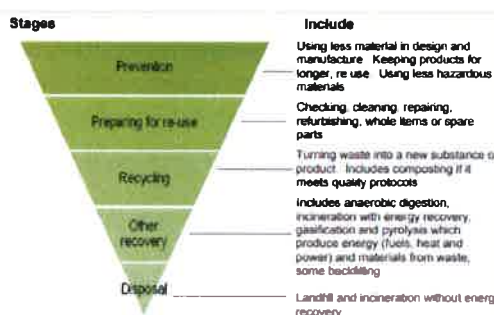 Stages
Include
Prevention
Using less material in design and
manufacture Keeping products for
longer, re use Using less hazardous
materials
Preparing for re-use
Checking, cleaning, repairing,
refurbishing, whole items or spare
parts
Recycling
Turning waste into a new substance o
product. Includes composting if it
meets quality protocols
Other
recovery
Includes anaerobic digestion,
incineration with energy recovery,
gasification and pyrolysis which
produce energy (fuels, heat and
power) and materials from waste,
some backfilling
Disposal
Landfill and incineration without energ
recovery